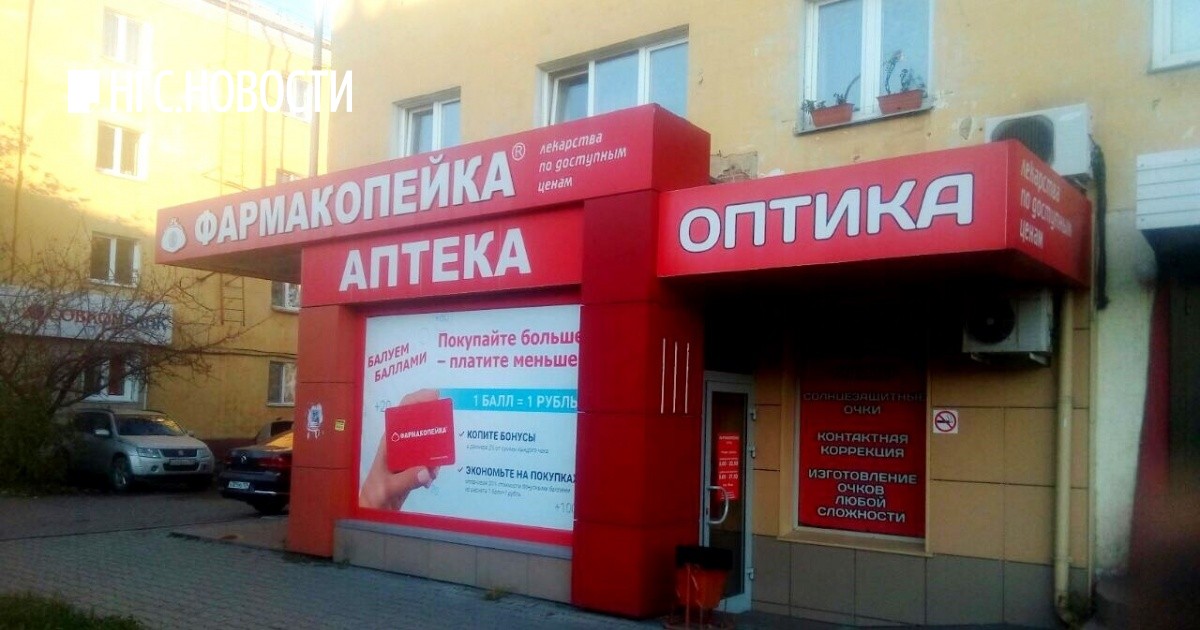 НГС.НОВОСТИ
ФАРМАКОПЕЙКА®
лекарства
по доступным
ценам
АПТЕКА
ОПТИКА
лекарства
по доступным
ценам
СОВКОМБАНК
БАЛУЕМ
БАЛЛАМИ
Покупайте больше
– платите меньше
1 БАЛЛ = 1 РУБЛЬ
+20
ФАРМАКОПЕЙКА
КОПИТЕ БОНУСЫ
ЭКОНОМЬТЕ НА ПОКУПКАХ
+100
СОЛНЦЕЗАЩИТНЫЕ
ОЧКИ
КОНТАКТНАЯ
КОРРЕКЦИЯ
ИЗГОТОВЛЕНИЕ
ОЧКОВ
ЛЮБОЙ
СЛОЖНОСТИ